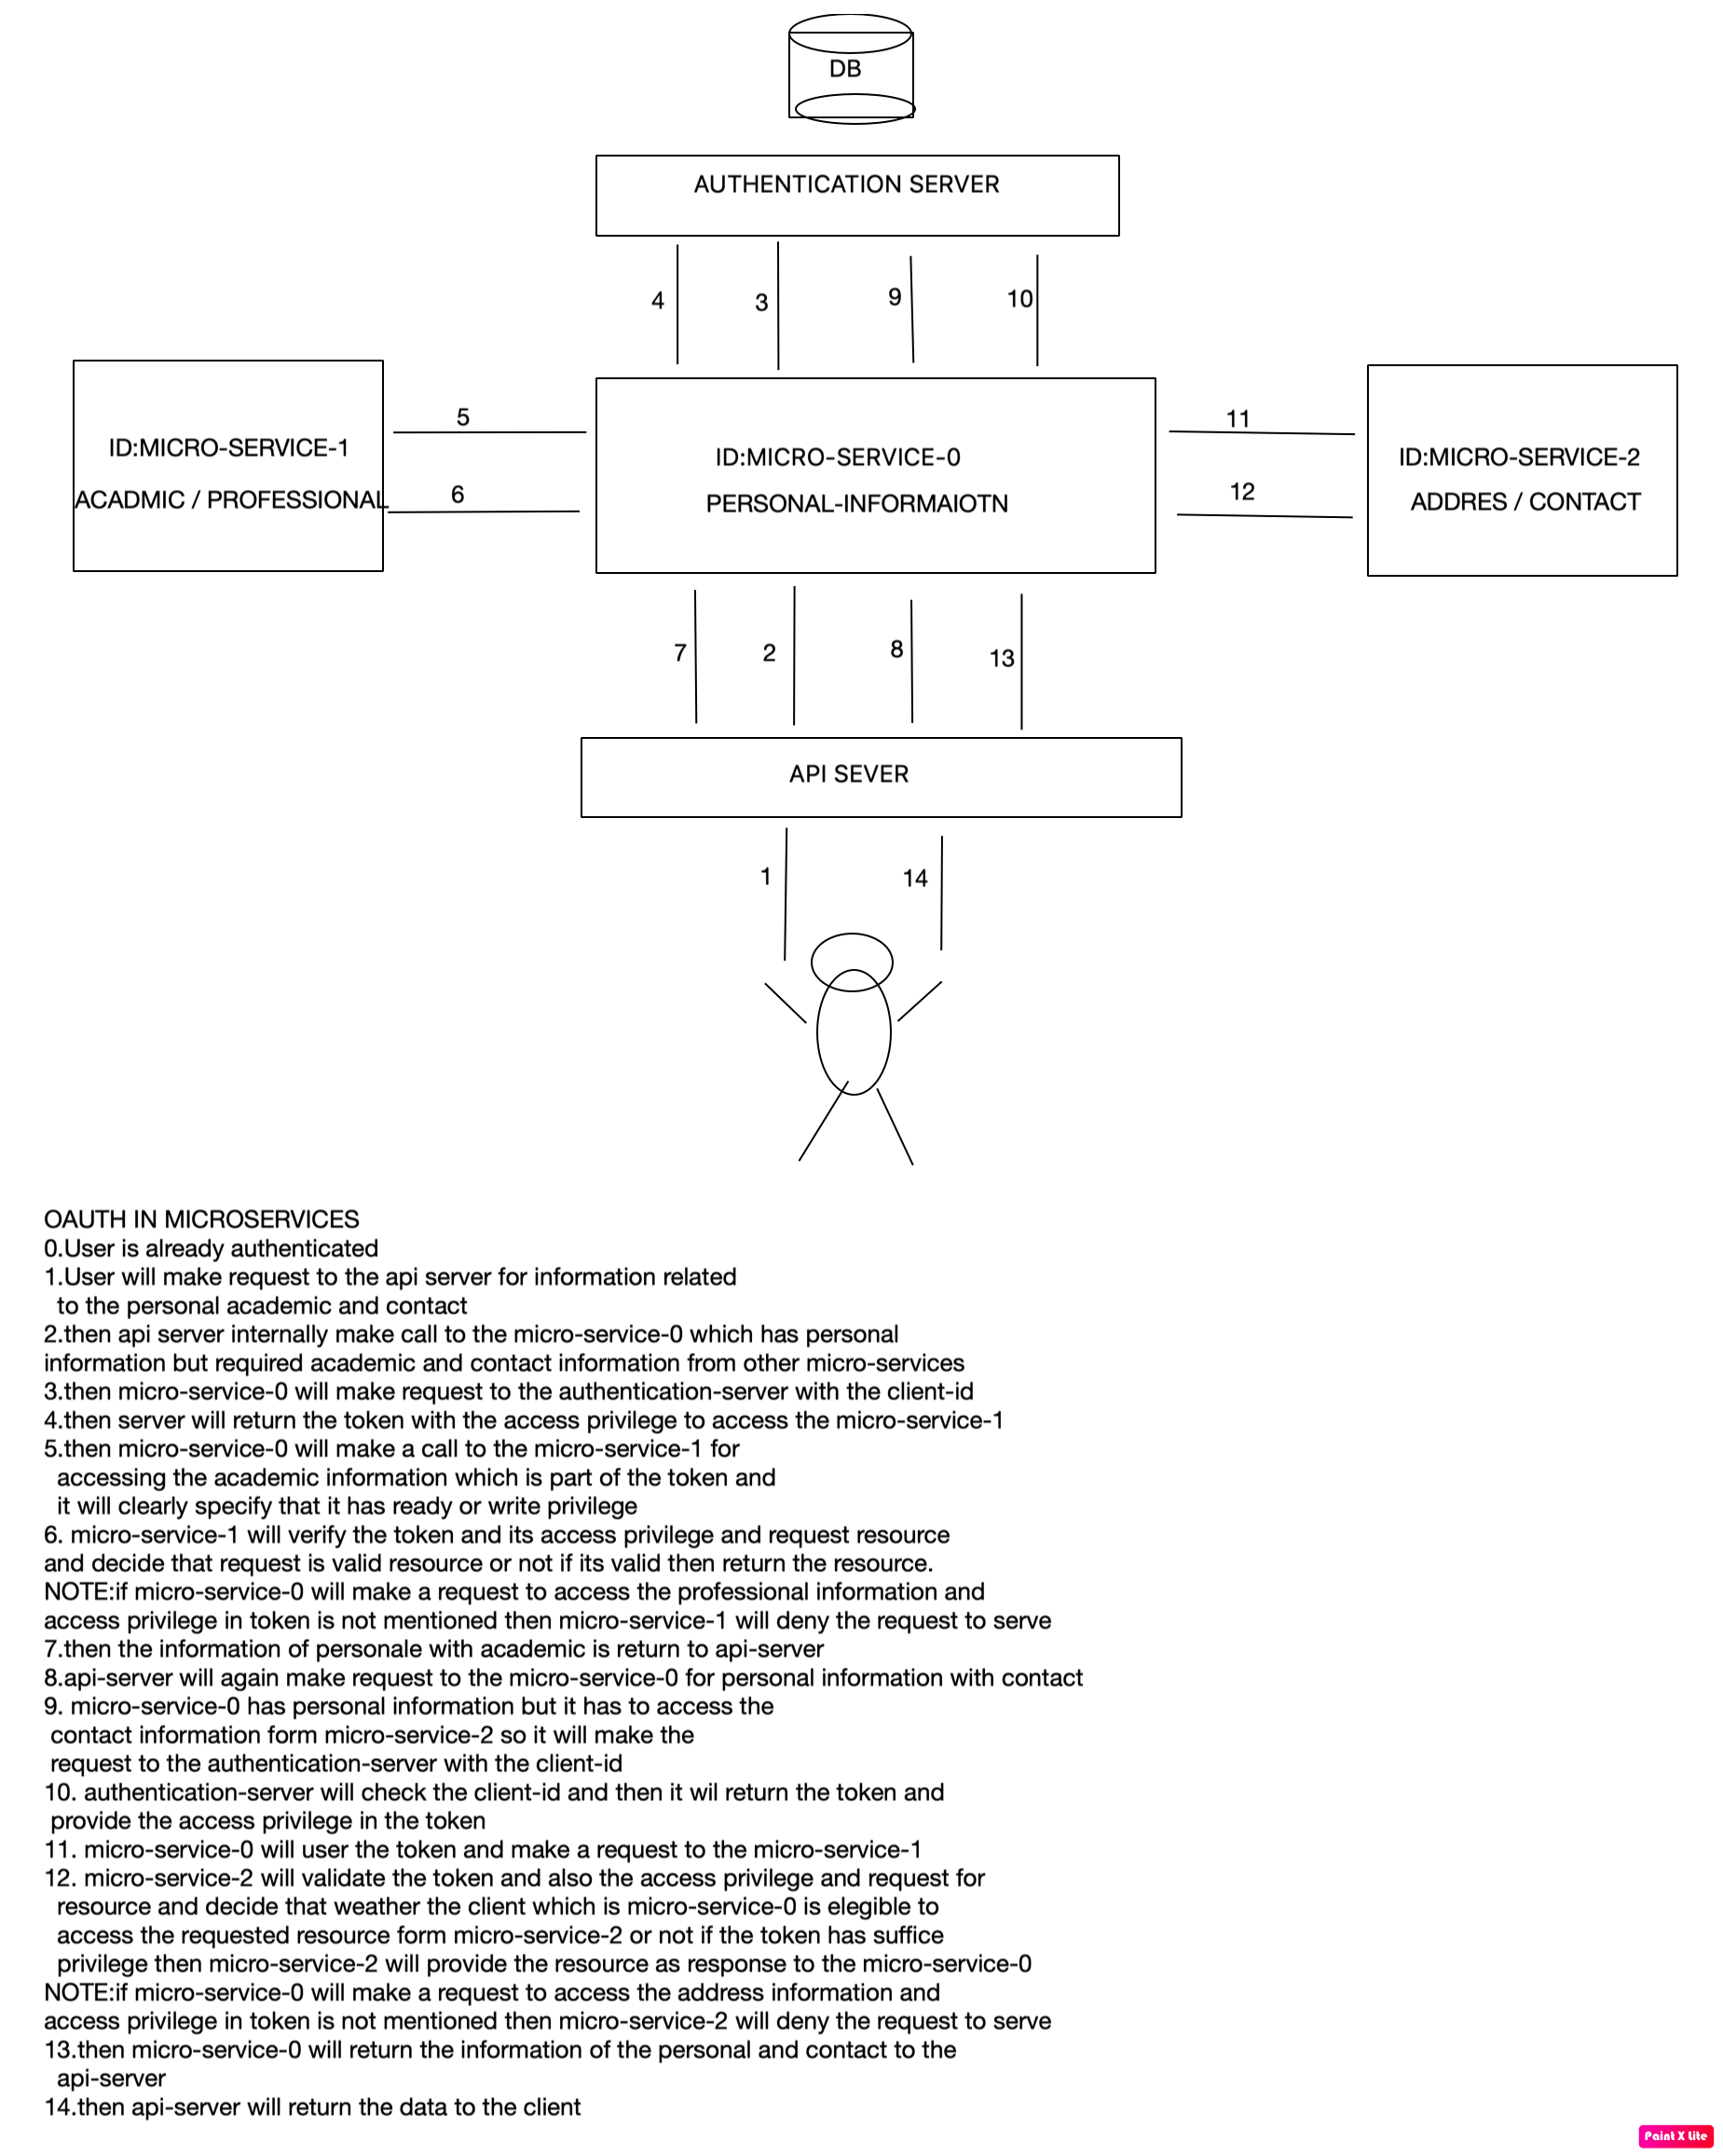 DB
AUTHENTICATION SERVER
4
3
9
10
5
6
ID:MICRO-SERVICE-1
ACADMIC / PROFESSIONAL
ID:MICRO-SERVICE-0
PERSONAL-INFORMAIOTN
11
12
ID:MICRO-SERVICE-2
ADDRES / CONTACT
7
2
8
13
API SEVER
1
14
OAUTH IN MICROSERVICES
0.User is already authenticated
1.User will make request to the api server for information related
to the personal academic and contact
2.then api server internally make call to the micro-service-0 which has personal
information but required academic and contact information from other micro-services
3.then micro-service-0 will make request to the authentication-server with the client-id
4.then server will return the token with the access privilege to access the micro-service-1
5.then micro-service-0 will make a call to the micro-service-1 for
accessing the academic information which is part of the token and
it will clearly specify that it has ready or write privilege
6. micro-service-1 will verify the token and its access privilege and request resource
and decide that request is valid resource or not if its valid then return the resource.
NOTE:if micro-service-0 will make a request to access the professional information and
access privilege in token is not mentioned then micro-service-1 will deny the request to serve
7.then the information of personale with academic is return to api-server
8.api-server will again make request to the micro-service-0 for personal information with contact
9. micro-service-0 has personal information but it has to access the
contact information form micro-service-2 so it will make the
request to the authentication-server with the client-id
10. authentication-server will check the client-id and then it wil return the token and
provide the access privilege in the token
11. micro-service-0 will user the token and make a request to the micro-service-1
12. micro-service-2 will validate the token and also the access privilege and request for
resource and decide that weather the client which is micro-service-0 is elegible to
access the requested resource form micro-service-2 or not if the token has suffice
privilege then micro-service-2 will provide the resource as response to the micro-service-0
NOTE:if micro-service-0 will make a request to access the address information and
access privilege in token is not mentioned then micro-service-2 will deny the request to serve
13.then micro-service-0 will return the information of the personal and contact to the
api-server
14.then api-server will return the data to the client
Paint X Lite